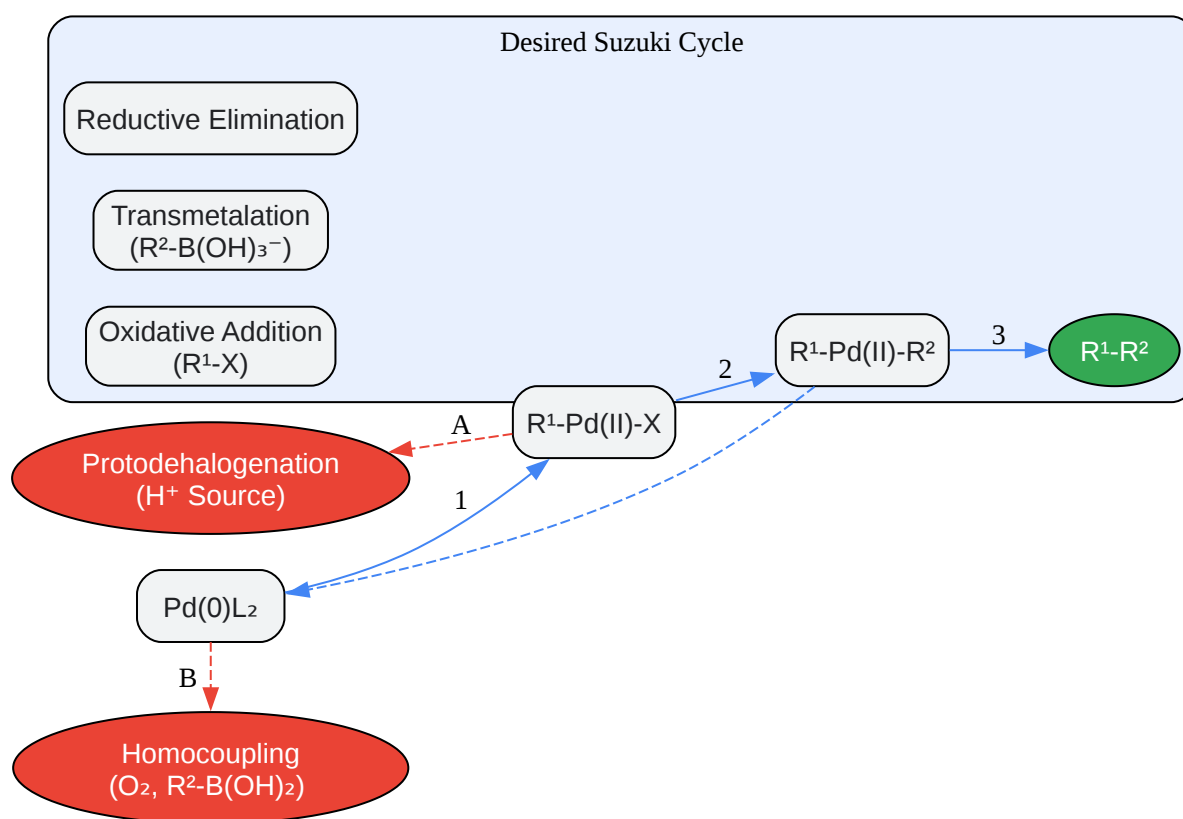 Desired Suzuki Cycle
Reductive Elimination
Transmetalation
(R²-B(OH)₃⁻)
Oxidative Addition
(R¹-X)
R¹-Pd(II)-R²
3
R¹-R²
2
R¹-Pd(II)-X
A
Protodehalogenation
(H⁺ Source)
1
Pd(0)L₂
B
Homocoupling
(O₂, R²-B(OH)₂)